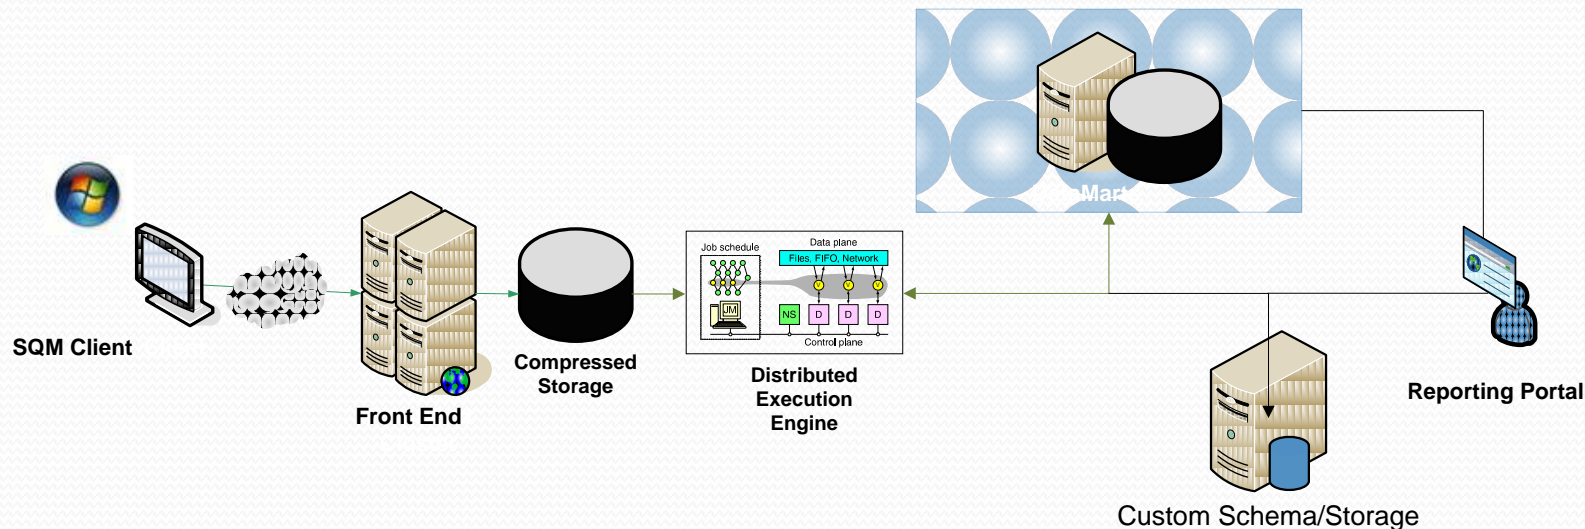 SQM Client
Front End
Compressed
Storage
Job schedule
JM
Data plane
Files, FIFO, Network
V
V
V
NS
D
D
D
Control plane
Distributed
Execution
Engine
Reporting Portal
Custom Schema/Storage